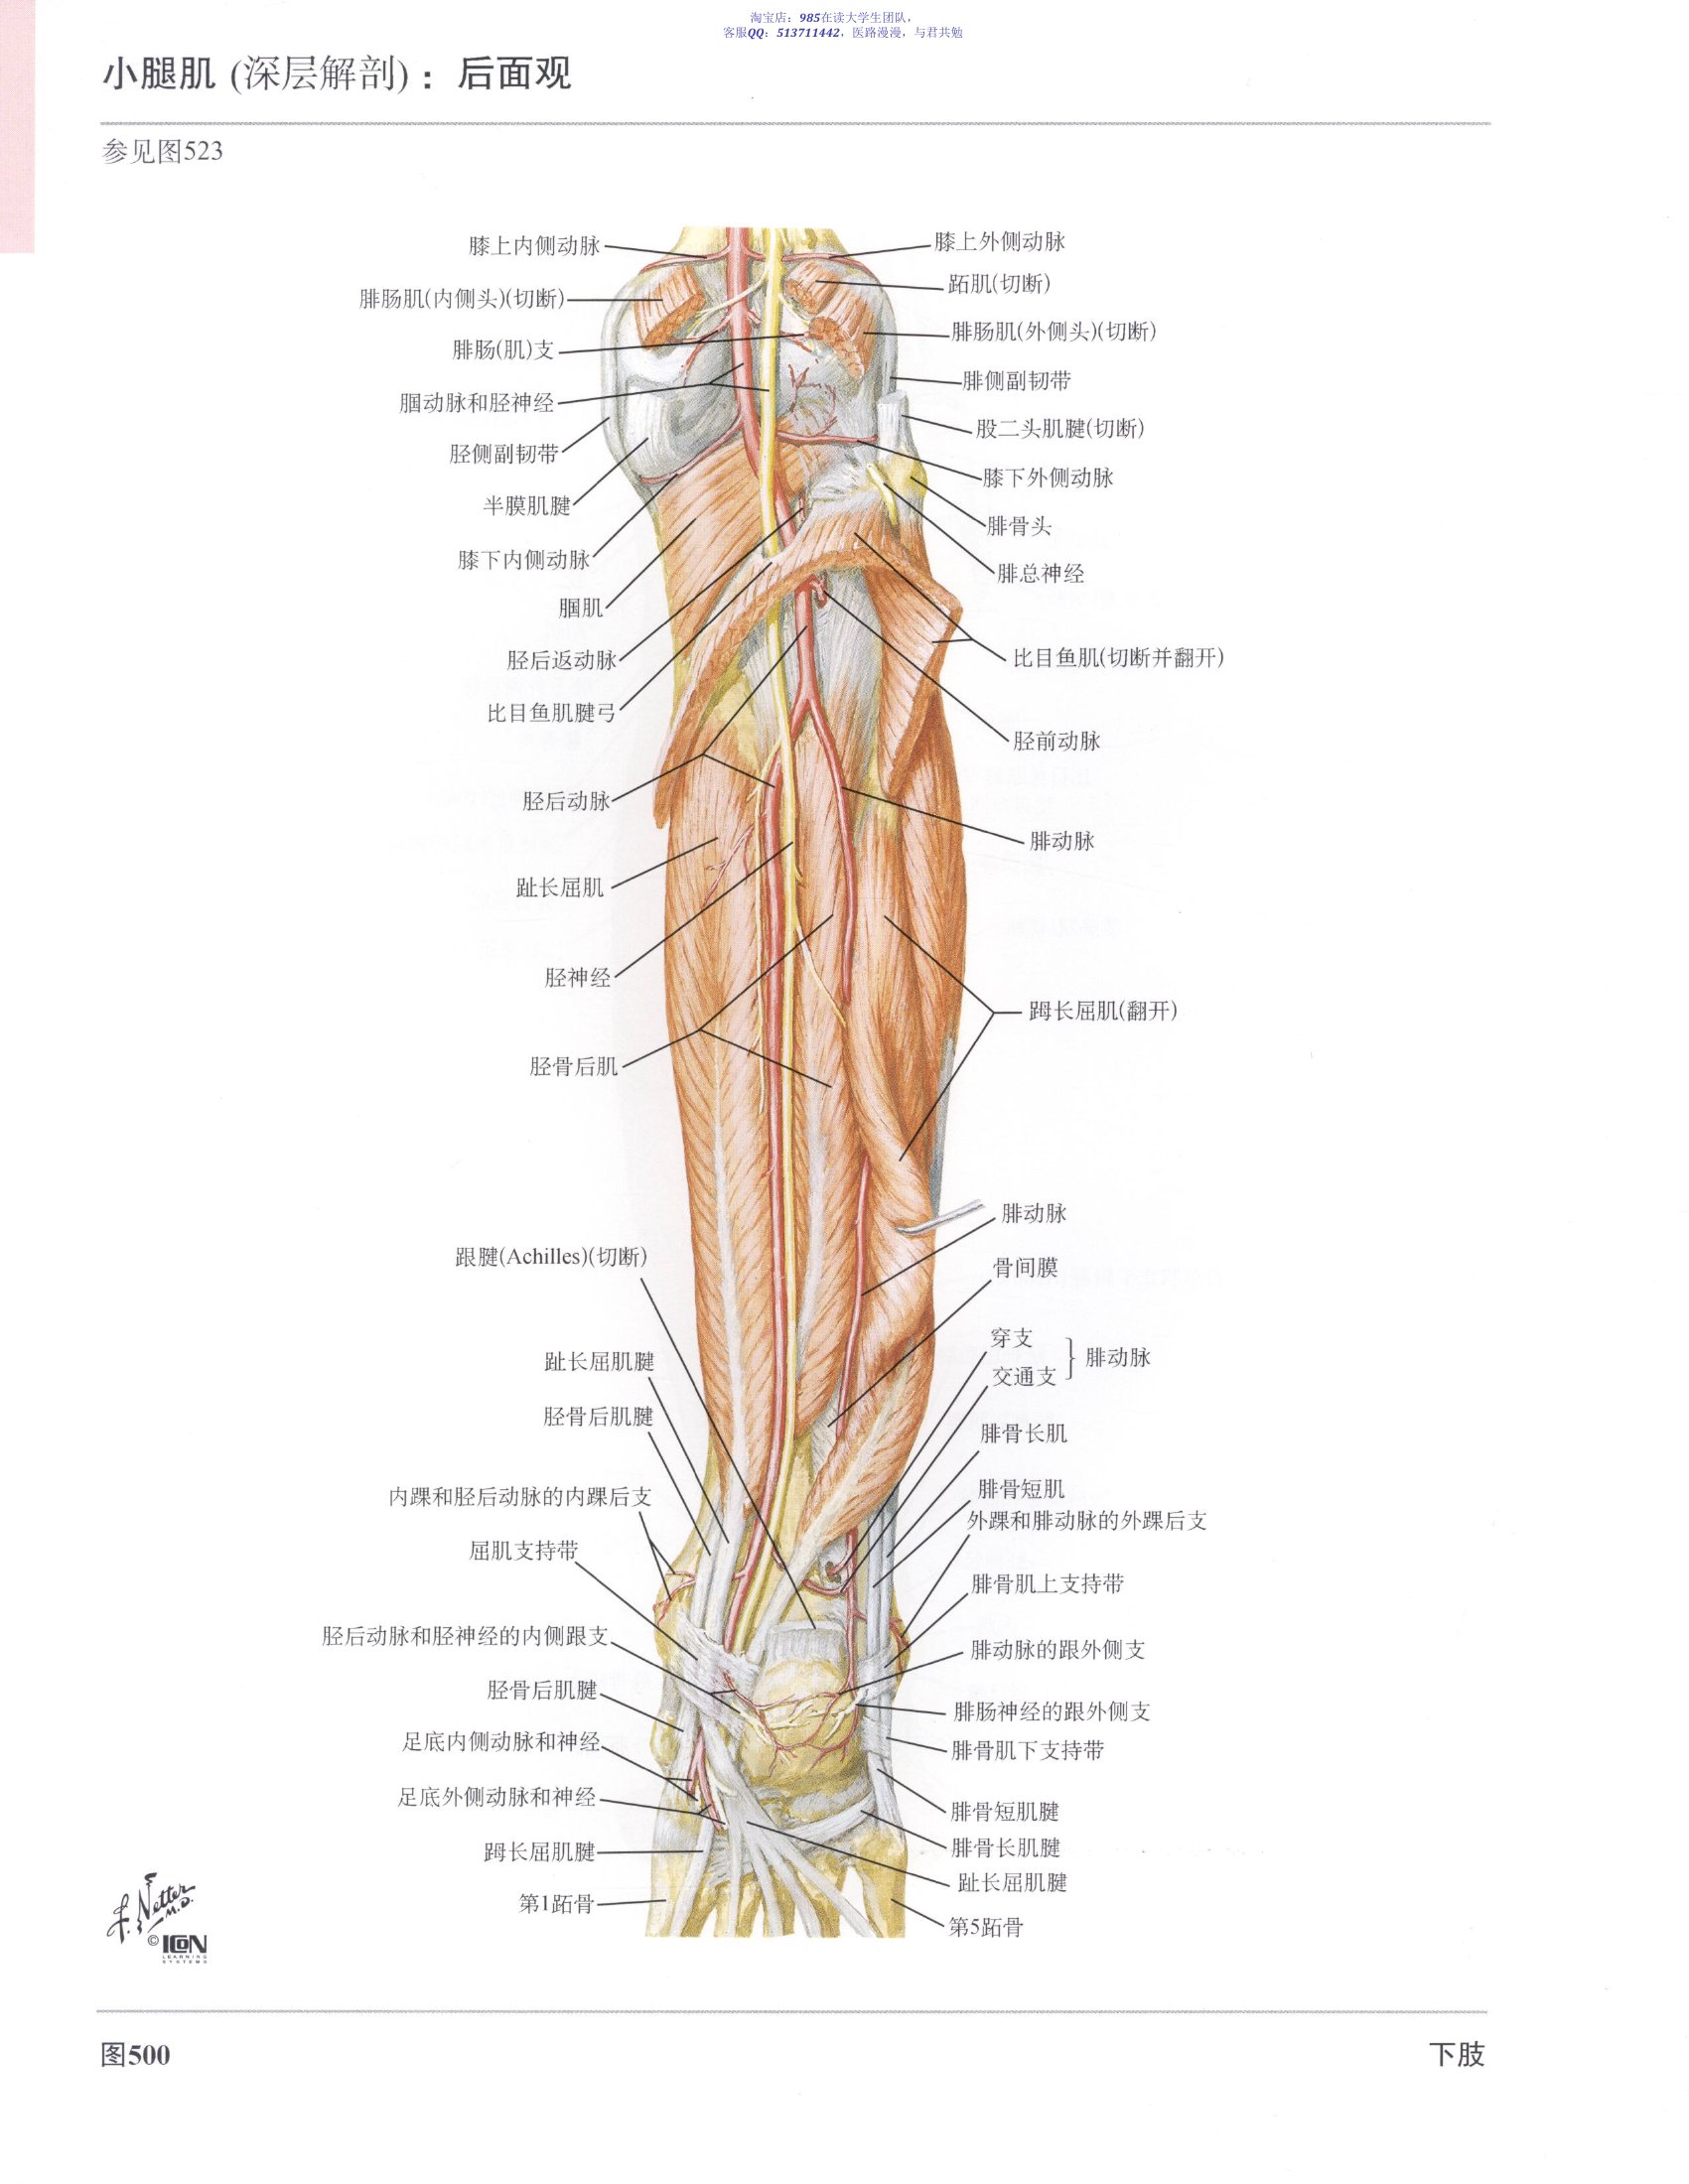 淘宝店：985在读大学生团队，
客服QQ：513711442，医路漫漫，与君共勉
小腿肌 (深层解剖)：后面观
参见图523
膝上内侧动脉
腓肠肌(内侧头)(切断)
腓肠(肌)支
腘动脉和胫神经
胫侧副韧带
半膜肌腱
膝下内侧动脉
腘肌
胫后返动脉
比目鱼肌腱弓
胫后动脉
趾长屈肌
胫神经
胫骨后肌
跟腱(Achilles)(切断)
趾长屈肌腱
胫骨后肌腱
内踝和胫后动脉的内踝后支
屈肌支持带
胫后动脉和胫神经的内侧跟支
胫骨后肌腱
足底内侧动脉和神经
足底外侧动脉和神经
𧿹长屈肌腱
第1跖骨
膝上外侧动脉
跖肌(切断)
腓肠肌(外侧头)(切断)
腓侧副韧带
股二头肌腱(切断)
膝下外侧动脉
腓骨头
腓总神经
比目鱼肌(切断并翻开)
胫前动脉
腓动脉
𧿹长屈肌(翻开)
腓动脉
骨间膜
穿支
交通支
腓动脉
腓骨长肌
腓骨短肌
外踝和腓动脉的外踝后支
腓骨肌上支持带
腓动脉的跟外侧支
腓肠神经的跟外侧支
腓骨肌下支持带
腓骨短肌腱
腓骨长肌腱
趾长屈肌腱
第5跖骨
F. Netter
M.D.
© ICON
LEARNING
SYSTEMS
图500
下肢